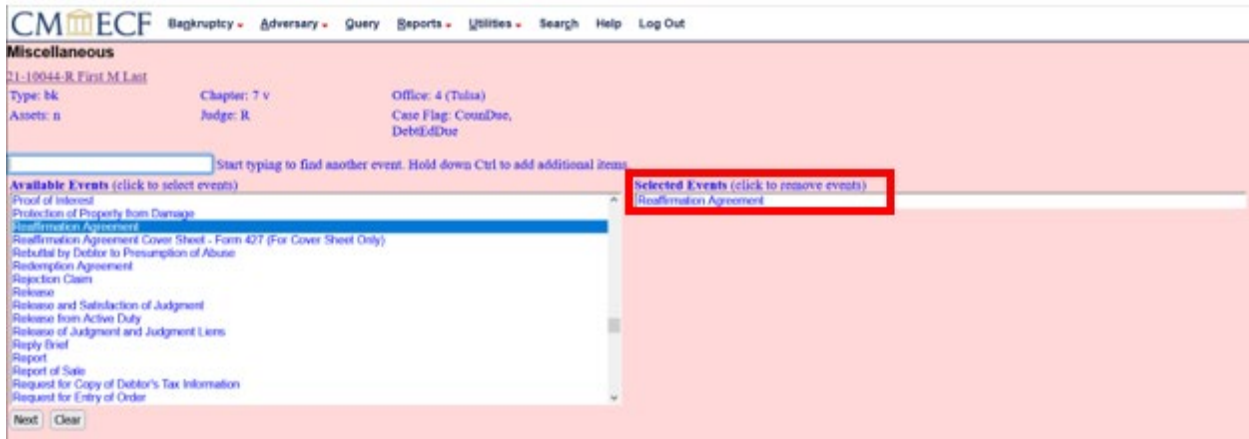 CM ECF Bankruptcy Adversary Query Reports Utilities Search Help Log Out
Miscellaneous
21-10044-R First M Last
Type: bk Chapter: 7 v Office: 4 (Tulsa)
Assets: n Judge: R Case Flag: CounDue,
DebtEdDue
Start typing to find another event. Hold down Ctrl to add additional items.
Available Events (click to select events) Selected Events (click to remove events)
Proof of Interest Reaffirmation Agreement
Protection of Property from Damage
Reaffirmation Agreement
Reaffirmation Agreement Cover Sheet - Form 427 (For Cover Sheet Only)
Rebuttal by Debtor to Presumption of Abuse
Redemption Agreement
Rejection Claim
Release
Release and Satisfaction of Judgment
Release from Active Duty
Release of Judgment and Judgment Liens
Reply Brief
Report
Report of Sale
Request for Copy of Debtor's Tax Information
Request for Entry of Order
Next Clear